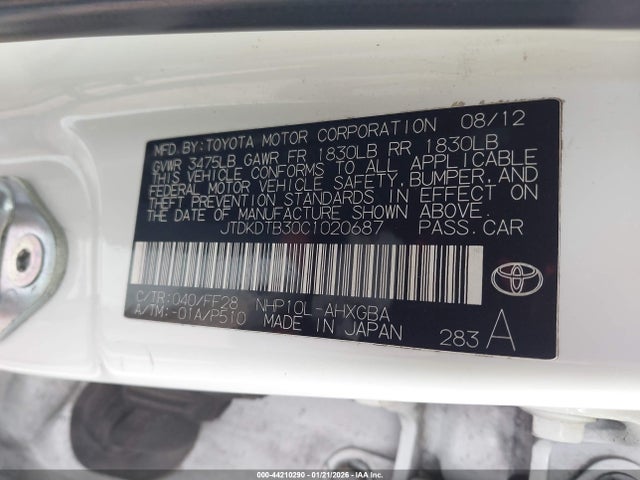 MFD.BY:TOYOTA MOTOR CORPORATION 08/12
GVWR 3475LB GAWR FR 1830LB RR 1830LB
THIS VEHICLE CONFORMS TO ALL APPLICABLE
FEDERAL MOTOR VEHICLE SAFETY,BUMPER,AND
THEFT PREVENTION STANDARDS IN EFFECT ON
THE DATE OF MANUFACTURE SHOWN ABOVE.
JTDKDTB30C1020687 PASS.CAR
C/TR:040/FF28 NHP10L-AHXGBA
A/TM:-01A/P510 MADE IN JAPAN
283 A
TOYOTA
000-44210290 - 01/21/2026 - IAA Holdings, LLC